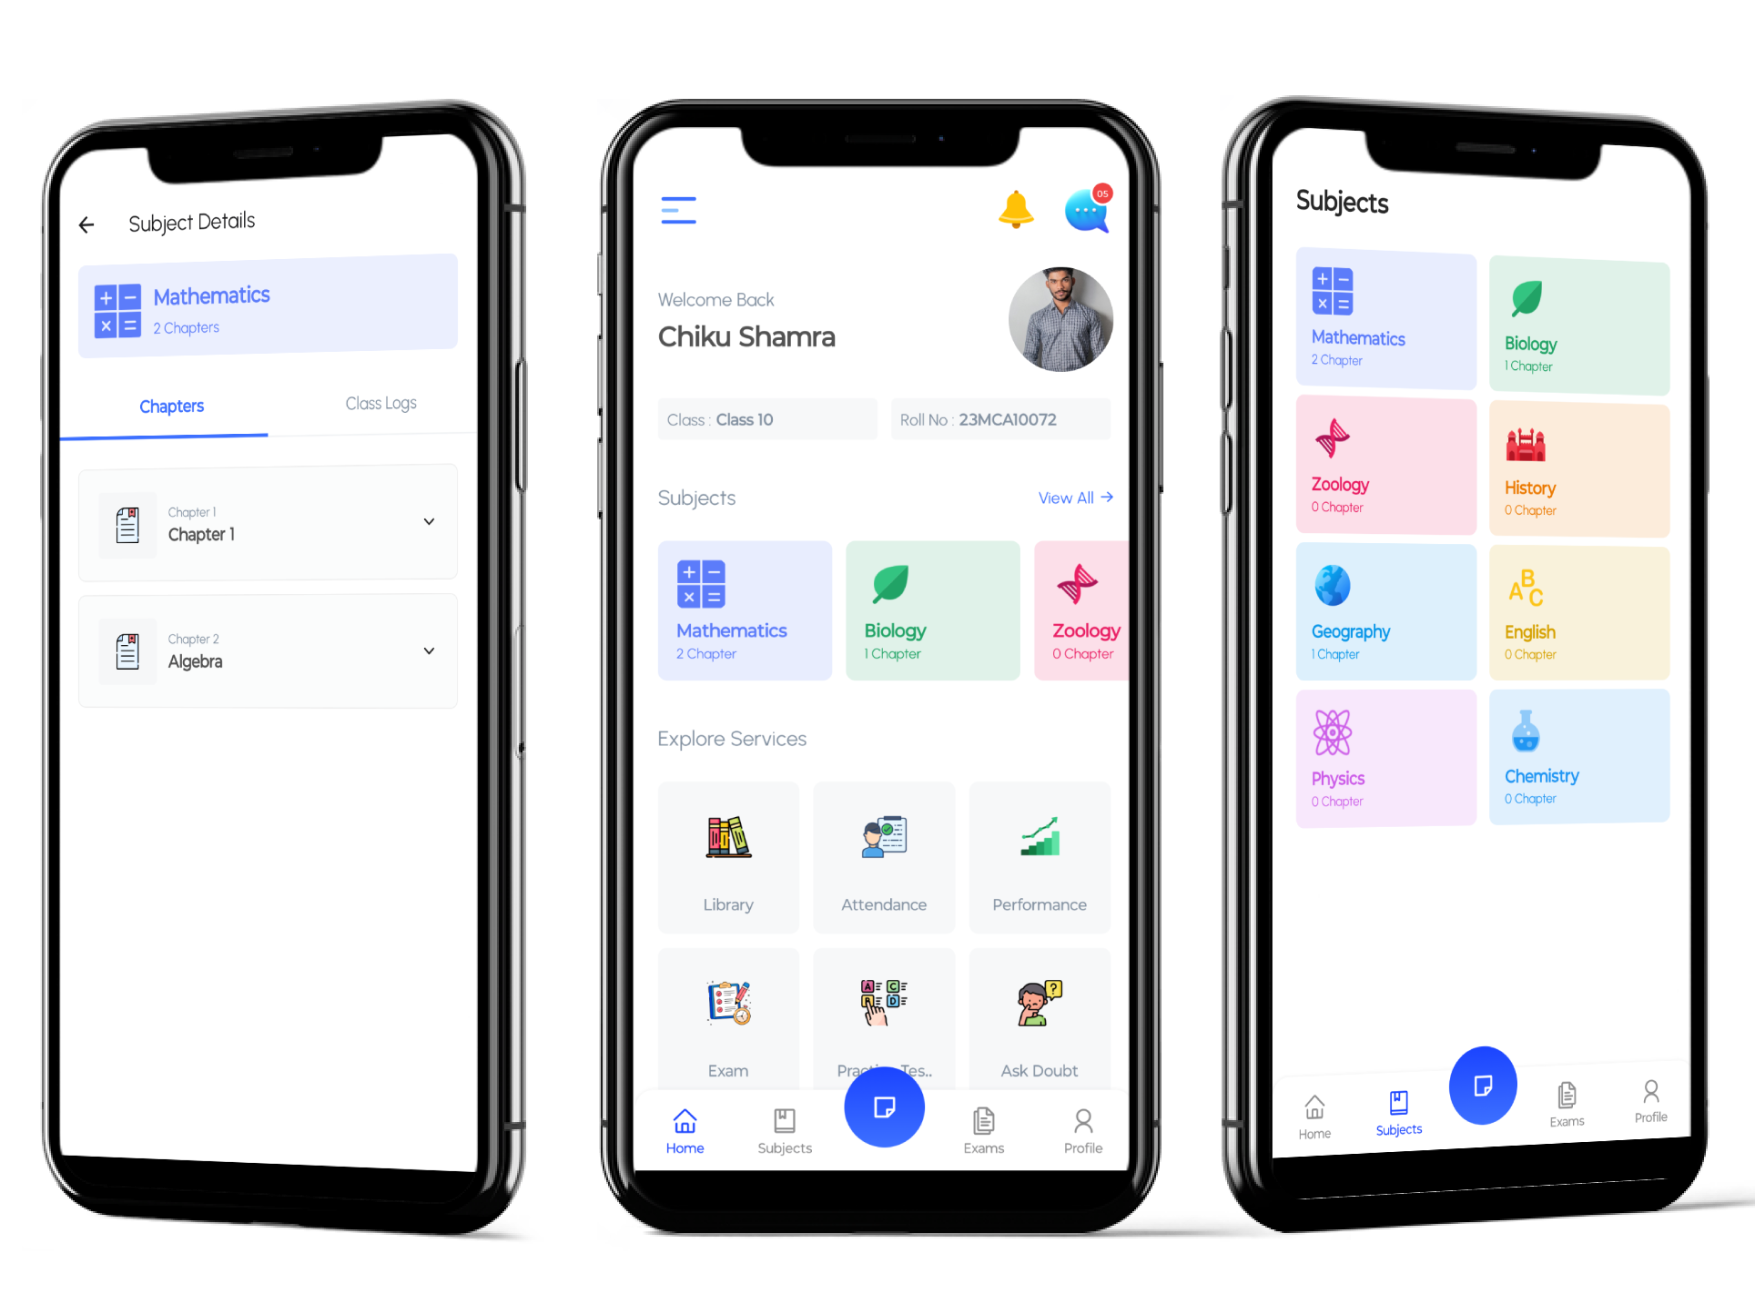 Subject Details
Mathematics
2 Chapters
Chapters
Class Logs
Chapter 1
Chapter 1
Chapter 2
Algebra
05
Welcome Back
Chiku Shamra
Class : Class 10
Roll No : 23MCA10072
Subjects
View All →
Mathematics
2 Chapter
Biology
1 Chapter
Zoology
0 Chapter
Explore Services
Library
Attendance
Performance
A C
B D
?
Exam
Practice Tes..
Ask Doubt
Home
Subjects
Exams
Profile
Subjects
Mathematics
2 Chapter
Biology
1 Chapter
Zoology
0 Chapter
History
0 Chapter
Geography
1 Chapter
ABC
English
0 Chapter
Physics
0 Chapter
Chemistry
0 Chapter
Home
Subjects
Exams
Profile